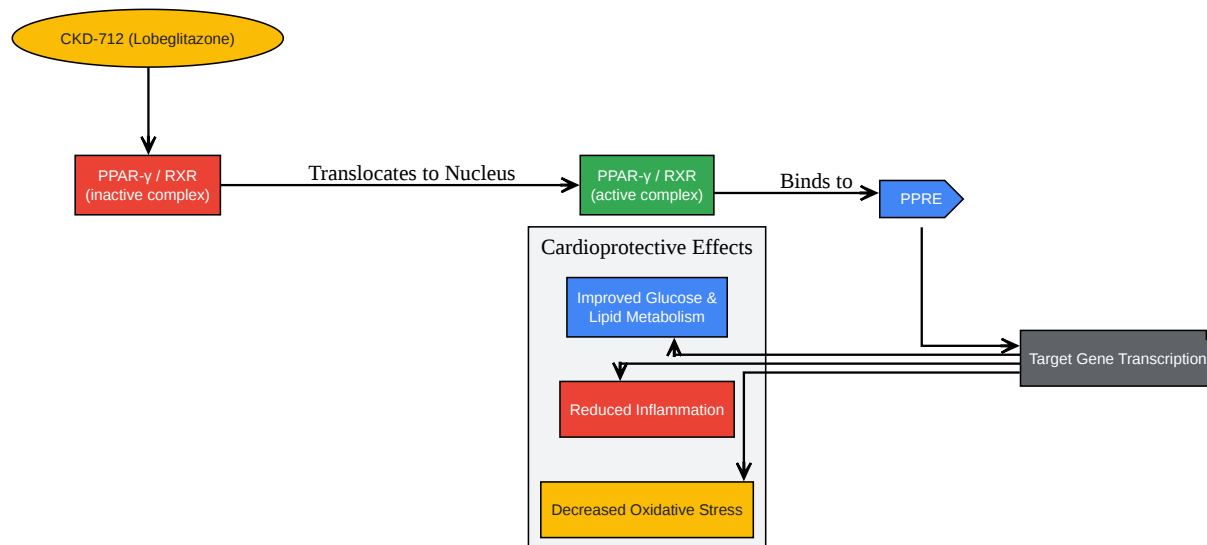 CKD-712 (Lobeglitazone)
PPAR-γ / RXR
(inactive complex)
Translocates to Nucleus
PPAR-γ / RXR
(active complex)
Binds to
PPRE
Cardioprotective Effects
Improved Glucose &
Lipid Metabolism
Target Gene Transcription
Reduced Inflammation
Decreased Oxidative Stress